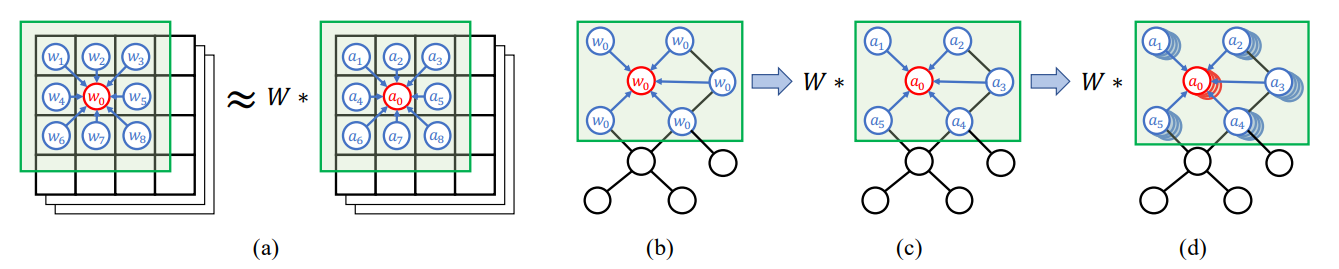 w₁ w₂ w₃
w₄ w₀ w₅
w₆ w₇ w₈
≈ W *
a₁ a₂ a₃
a₄ a₀ a₅
a₆ a₇ a₈
(a)
w₀ w₀
w₀ w₀
w₀ w₀
(b)
W *
a₁ a₂
a₀ a₃
a₅ a₄
(c)
W *
a₁ a₂
a₀ a₃
a₅ a₄
(d)